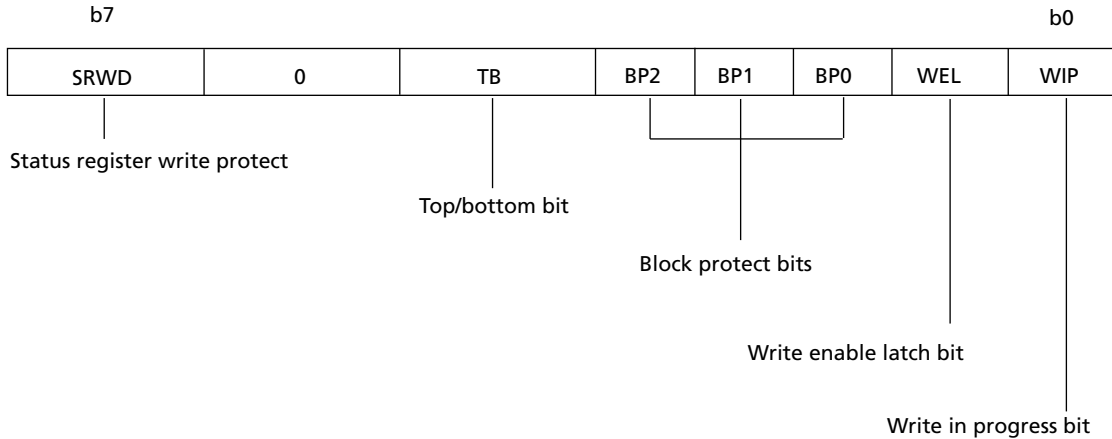 b7 b0
SRWD 0 TB BP2 BP1 BP0 WEL WIP
Status register write protect
Top/bottom bit
Block protect bits
Write enable latch bit
Write in progress bit